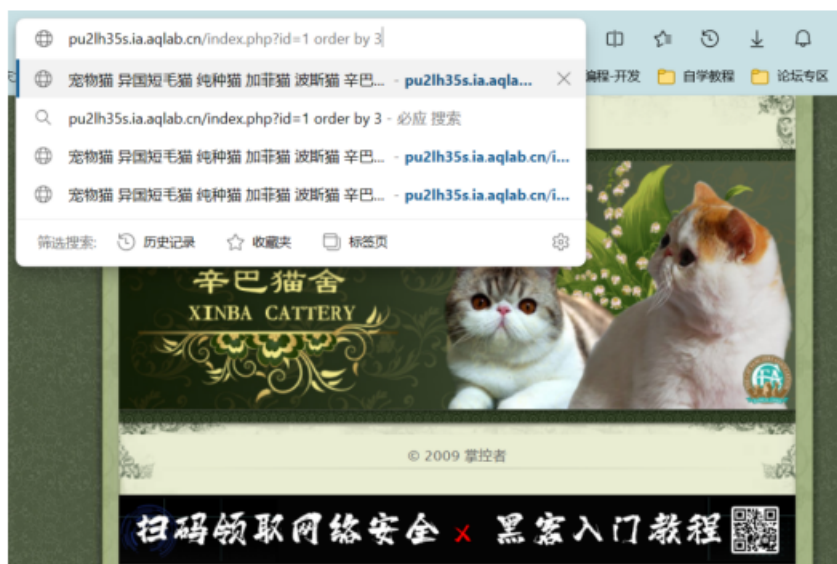 pu2lh35s.ia.aqlab.cn/index.php?id=1 order by 3
宠物猫 异国短毛猫 纯种猫 加菲猫 波斯猫 辛巴... - pu2lh35s.ia.aqla...
编程-开发 自学教程 论坛专区
pu2lh35s.ia.aqlab.cn/index.php?id=1 order by 3 - 必应 搜索
宠物猫 异国短毛猫 纯种猫 加菲猫 波斯猫 辛巴... - pu2lh35s.ia.aqlab.cn/i...
宠物猫 异国短毛猫 纯种猫 加菲猫 波斯猫 辛巴... - pu2lh35s.ia.aqlab.cn/i...
筛选搜索: 历史记录 收藏夹 标签页
辛巴猫舍
XINBA CATTERY
© 2009 掌控者
扫码领取网络安全 x 黑客入门教程